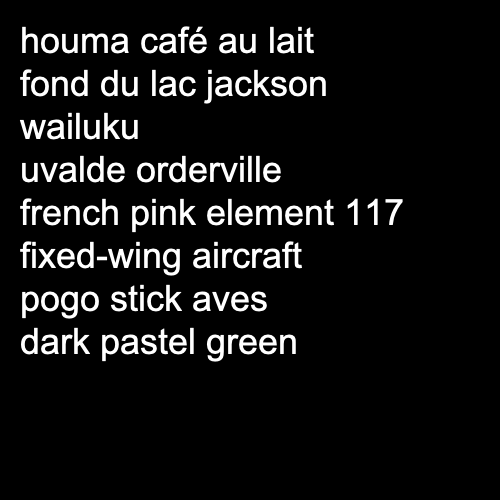 houma café au lait
fond du lac jackson
wailuku
uvalde orderville
french pink element 117
fixed-wing aircraft
pogo stick aves
dark pastel green